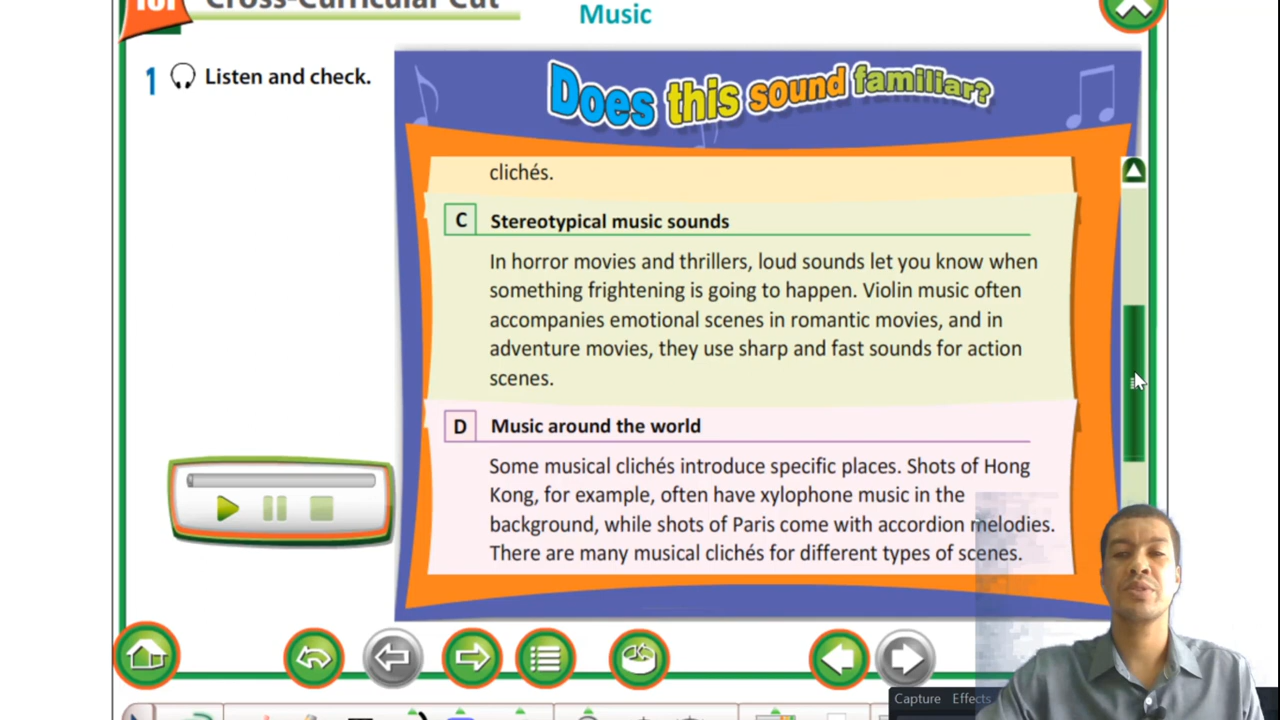 Cross-Curricular Cut
Music
1 Listen and check.
Does this sound familiar?
clichés.
C Stereotypical music sounds
In horror movies and thrillers, loud sounds let you know when
something frightening is going to happen. Violin music often
accompanies emotional scenes in romantic movies, and in
adventure movies, they use sharp and fast sounds for action
scenes.
D Music around the world
Some musical clichés introduce specific places. Shots of Hong
Kong, for example, often have xylophone music in the
background, while shots of Paris come with accordion melodies.
There are many musical clichés for different types of scenes.
Capture Effects